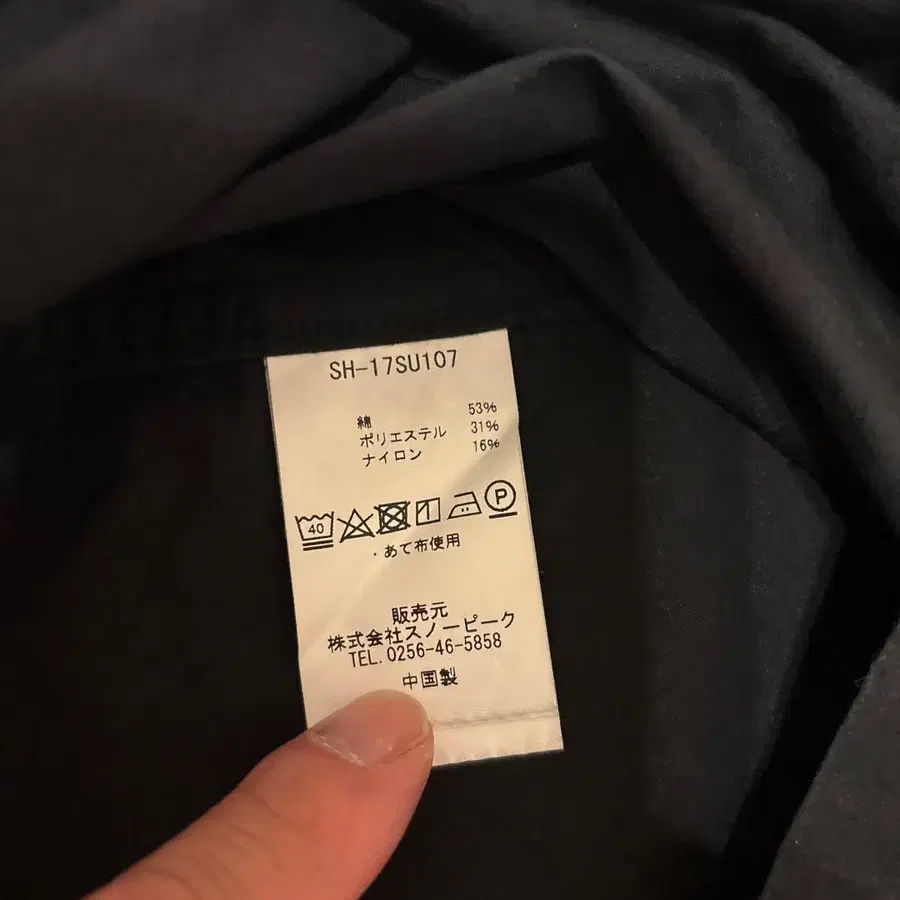 SH-17SU107
綿 53%
ポリエステル 31%
ナイロン 16%
40 P
・あて布使用
販売元
株式会社スノーピーク
TEL.0256-46-5858
中国製